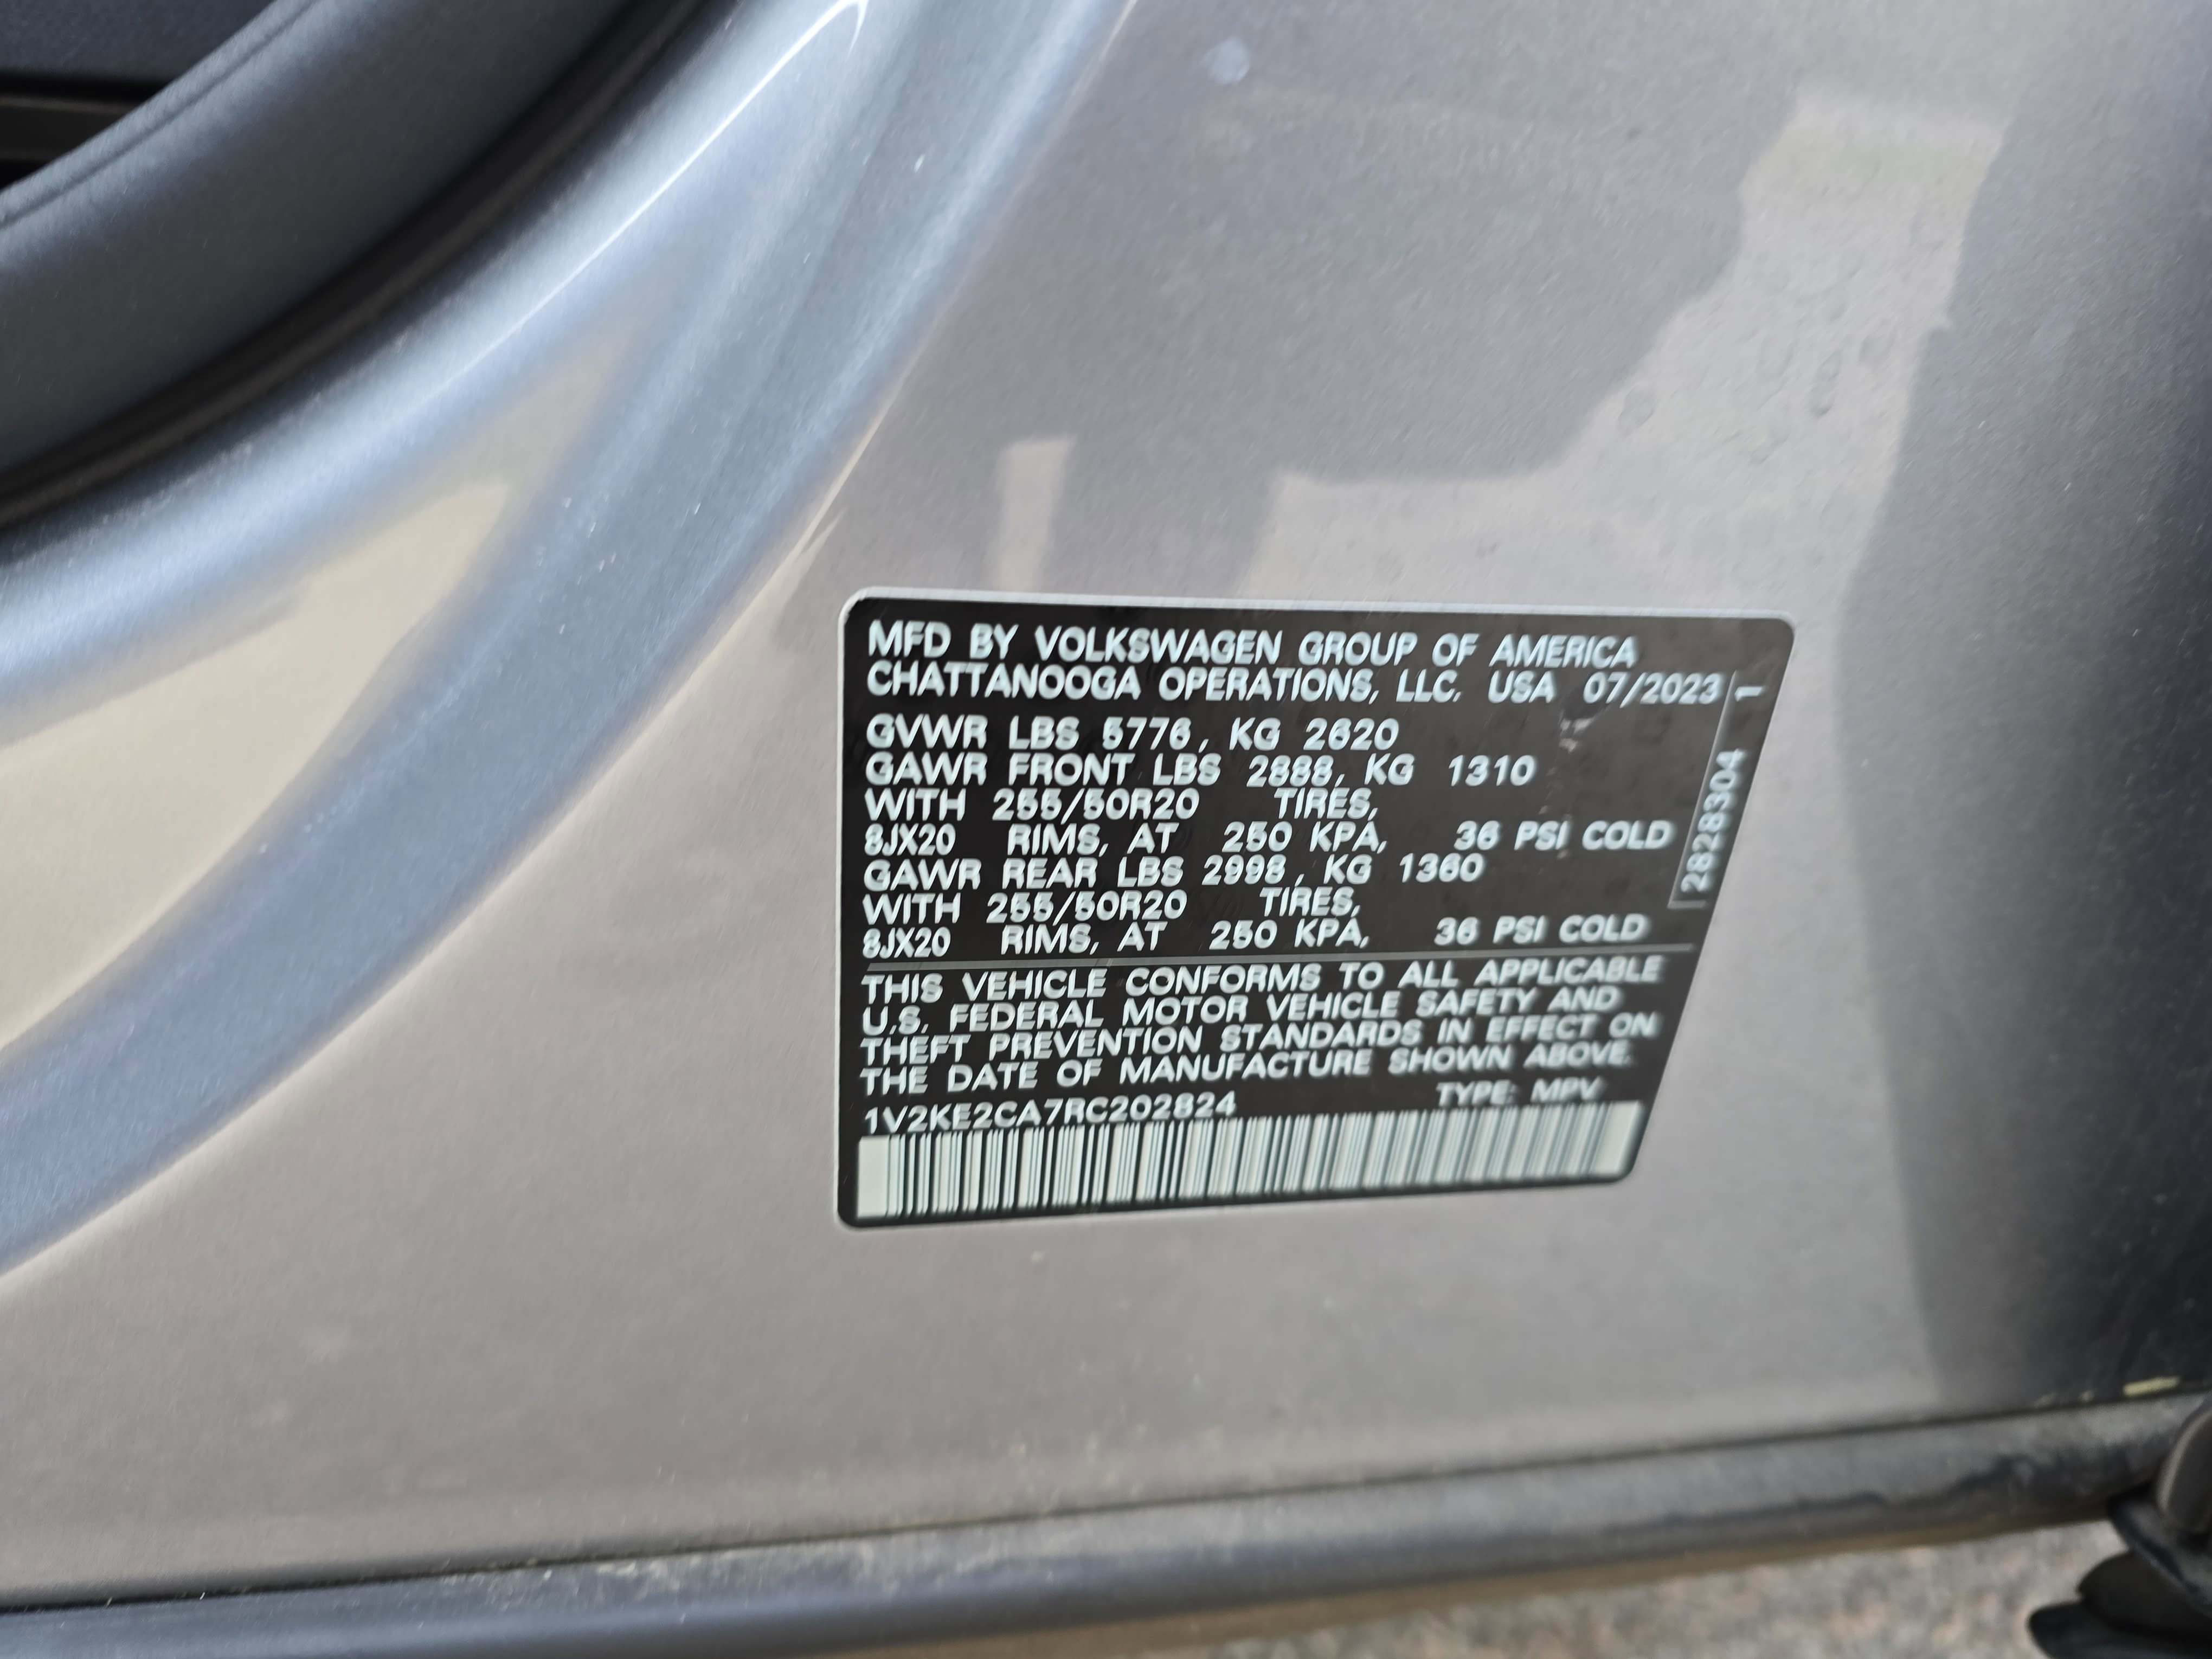 MFD BY VOLKSWAGEN GROUP OF AMERICA
CHATTANOOGA OPERATIONS, LLC, USA 07/2023
GVWR LBS 5776, KG 2620
GAWR FRONT LBS 2888, KG 1310
WITH 255/50R20 TIRES,
8JX20 RIMS, AT 250 KPA, 36 PSI COLD
GAWR REAR LBS 2998, KG 1360
WITH 255/50R20 TIRES,
8JX20 RIMS, AT 250 KPA, 36 PSI COLD
THIS VEHICLE CONFORMS TO ALL APPLICABLE
U.S. FEDERAL MOTOR VEHICLE SAFETY AND
THEFT PREVENTION STANDARDS IN EFFECT ON
THE DATE OF MANUFACTURE SHOWN ABOVE.
1V2KE2CA7RC202824 TYPE: MPV
2828304 1